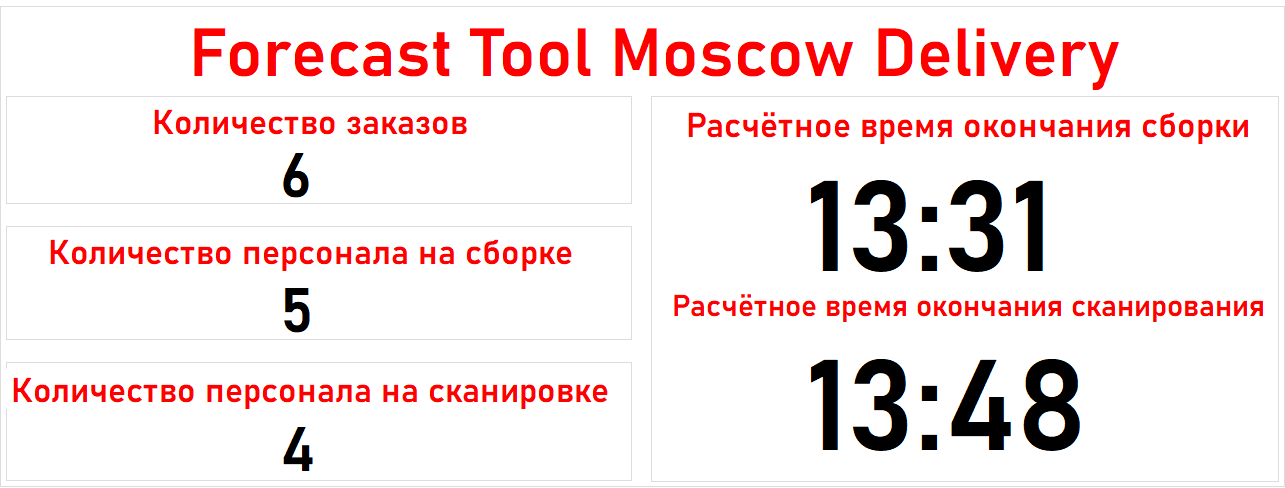 Forecast Tool Moscow Delivery
Количество заказов
6
Количество персонала на сборке
5
Количество персонала на сканировке
4
Расчётное время окончания сборки
13:31
Расчётное время окончания сканирования
13:48